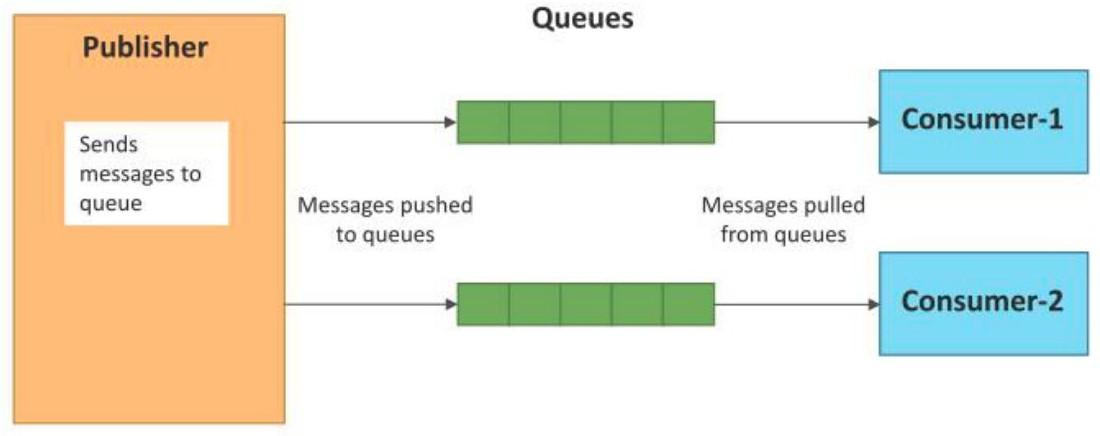 Queues
Publisher
Sends
messages to
queue
Messages pushed
to queues
Messages pulled
from queues
Consumer-1
Consumer-2